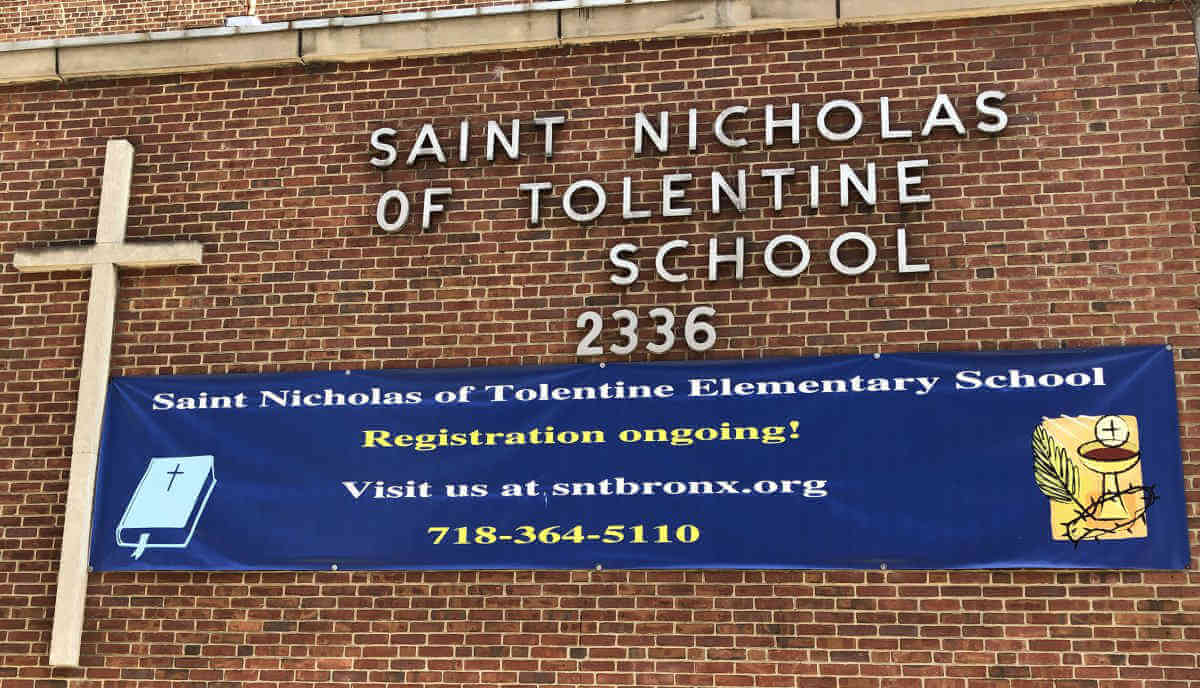 SAINT NICHOLAS
OF TOLENTINE
SCHOOL
2336
Saint Nicholas of Tolentine Elementary School
Registration ongoing!
Visit us at sntbronx.org
718-364-5110